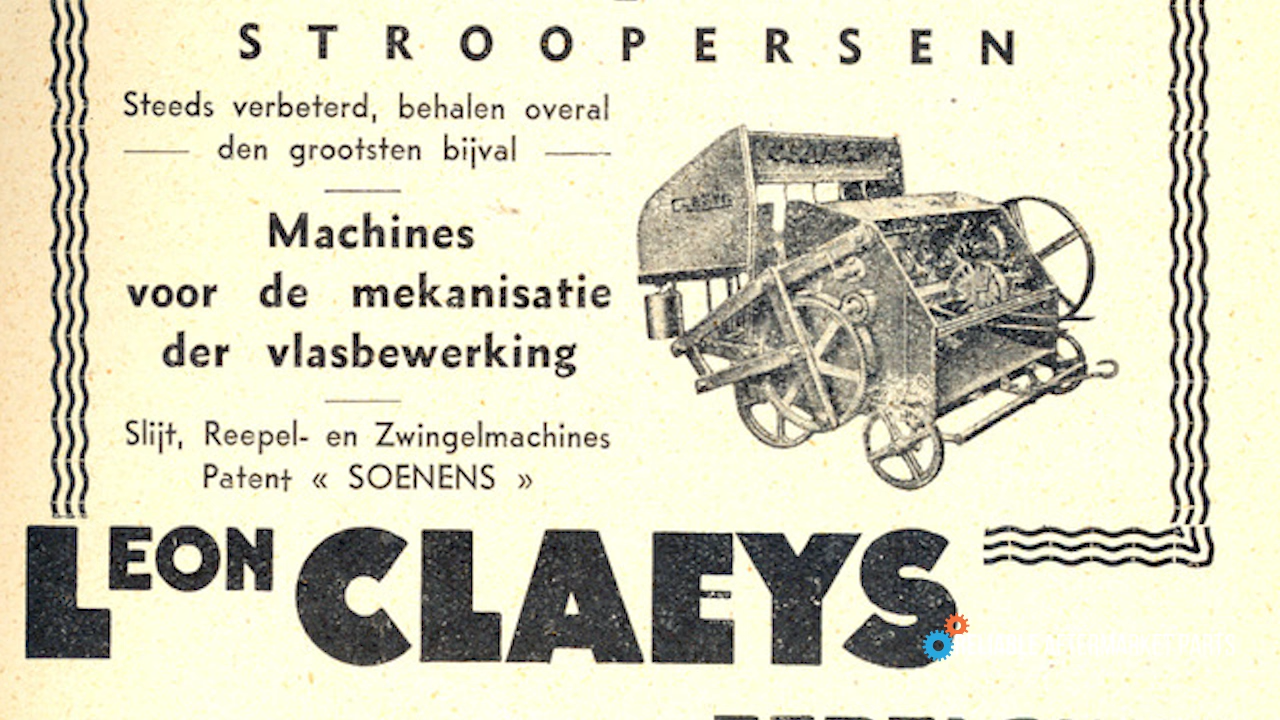 STROOPERSEN
Steeds verbeterd, behalen overal
den grootsten bijval
Machines
voor de mekanisatie
der vlasbewerking
Slijt, Reepel- en Zwingelmachines
Patent « SOENENS »
LEON CLAEYS